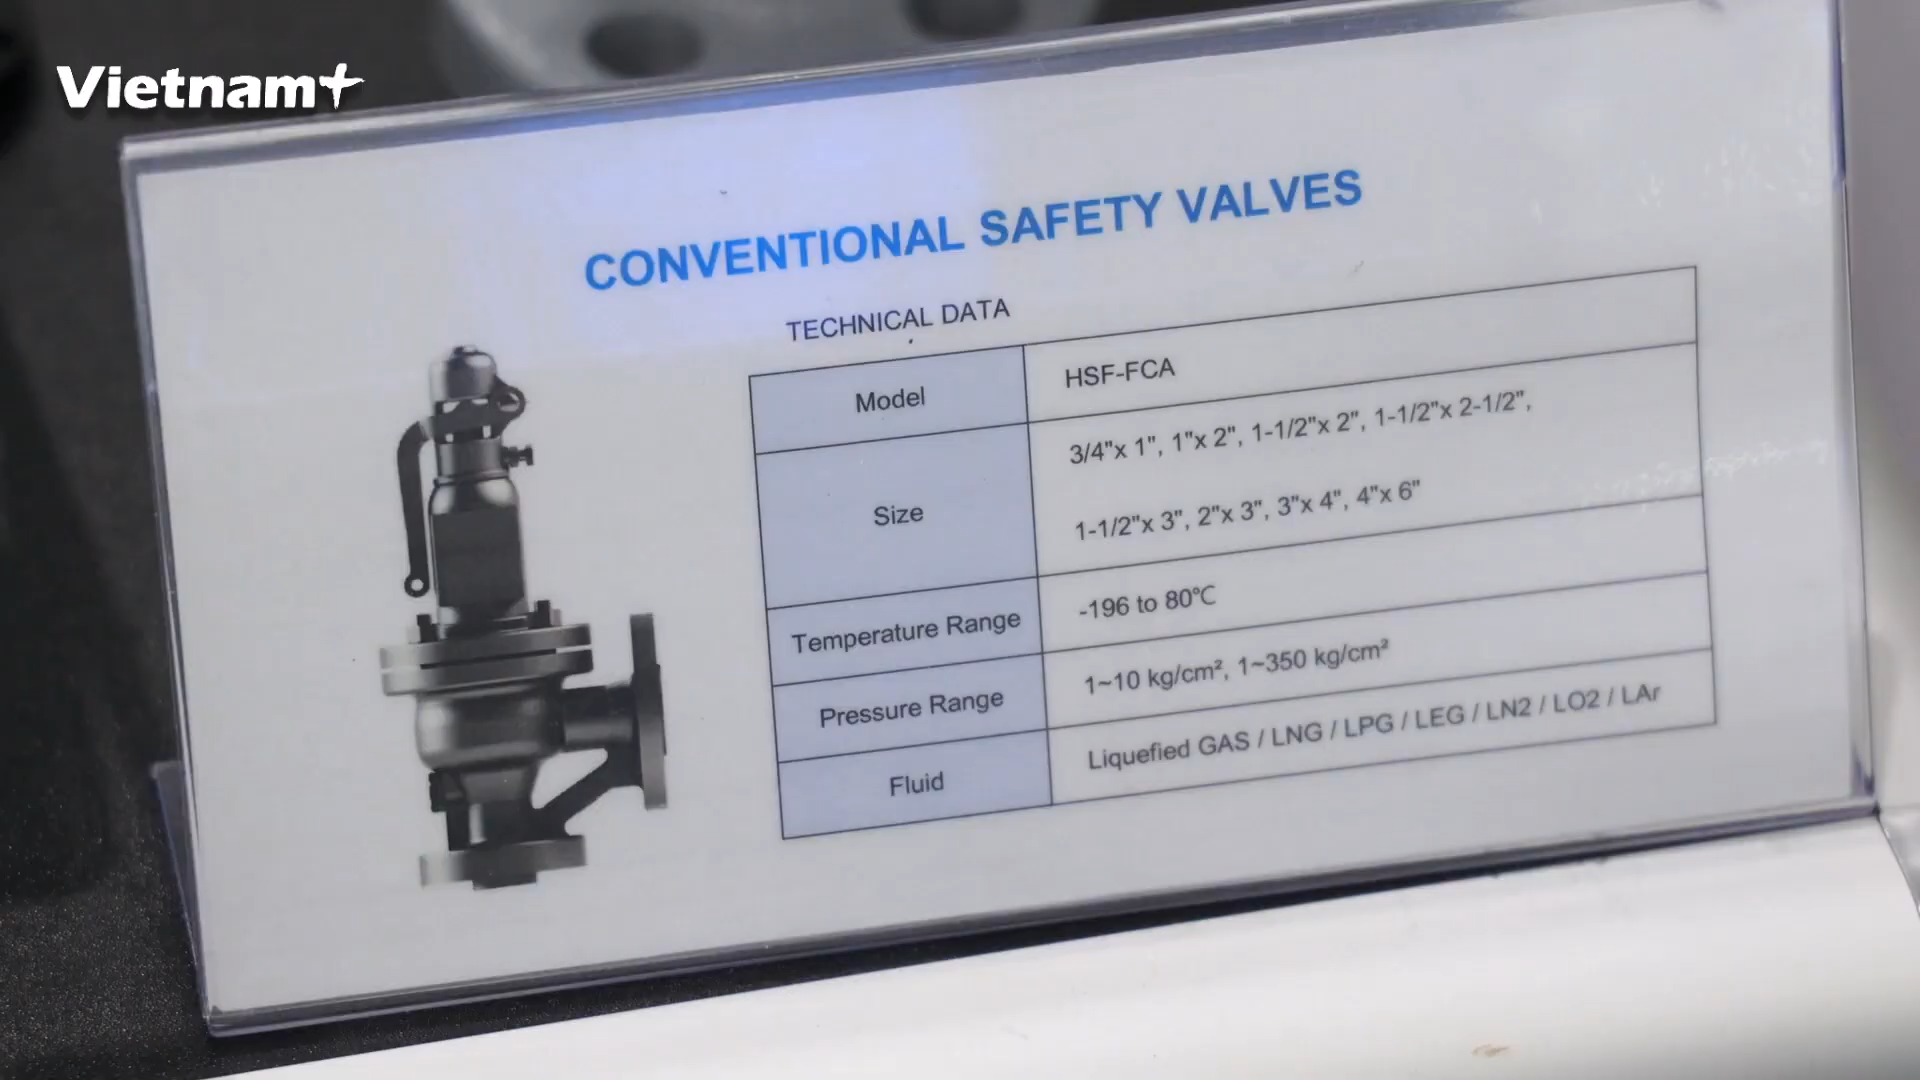 Vietnam+
CONVENTIONAL SAFETY VALVES
TECHNICAL DATA
Model HSF-FCA
Size 3/4"x 1", 1"x 2", 1-1/2"x 2", 1-1/2"x 2-1/2",
1-1/2"x 3", 2"x 3", 3"x 4", 4"x 6"
Temperature Range -196 to 80℃
Pressure Range 1~10 kg/cm², 1~350 kg/cm²
Fluid Liquefied GAS / LNG / LPG / LEG / LN2 / LO2 / LAr